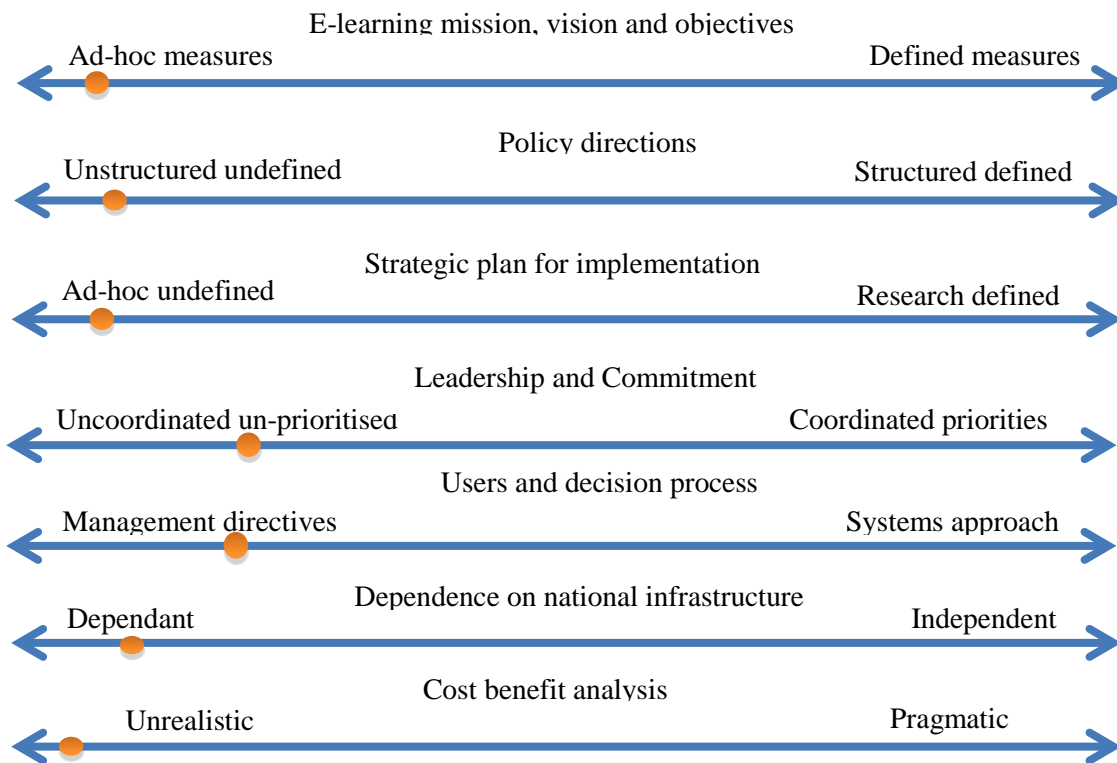 E-learning mission, vision and objectives
Ad-hoc measures Defined measures
Policy directions
Unstructured undefined Structured defined
Strategic plan for implementation
Ad-hoc undefined Research defined
Leadership and Commitment
Uncoordinated un-prioritised Coordinated priorities
Users and decision process
Management directives Systems approach
Dependence on national infrastructure
Dependant Independent
Cost benefit analysis
Unrealistic Pragmatic